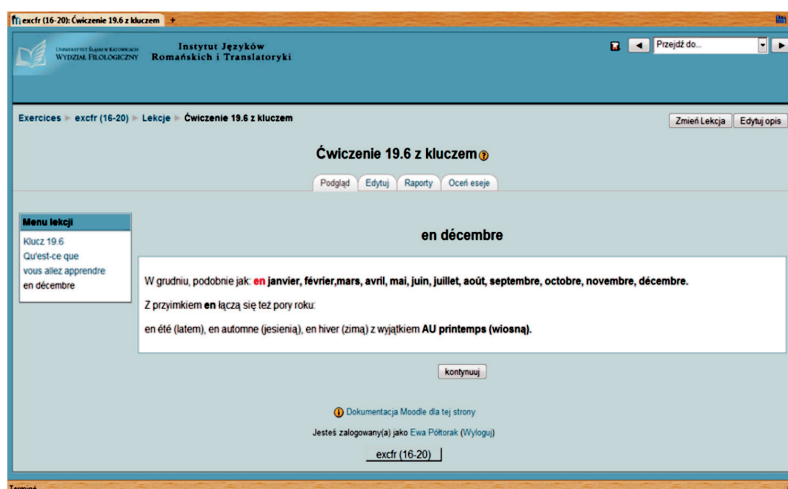 excfr (16-20): Ćwiczenie 19.6 z kluczem +
Uniwersytet Śląski w Katowicach
Wydział Filologiczny
Instytut Języków
Romańskich i Translatoryki
Przejdź do...
Exercices ► excfr (16-20) ► Lekcje ► Ćwiczenie 19.6 z kluczem
Zmień Lekcja Edytuj opis
Ćwiczenie 19.6 z kluczem
Podgląd Edytuj Raporty Oceń eseje
Menu lekcji
Klucz 19.6
Qu'est-ce que
vous allez apprendre
en décembre
en décembre
W grudniu, podobnie jak: en janvier, février,mars, avril, mai, juin, juillet, août, septembre, octobre, novembre, décembre.
Z przyimkiem en łączą się też pory roku:
en été (latem), en automne (jesienią), en hiver (zimą) z wyjątkiem AU printemps (wiosną).
kontynuuj
Dokumentacja Moodle dla tej strony
Jesteś zalogowany(a) jako Ewa Półtorak (Wyloguj)
excfr (16-20)